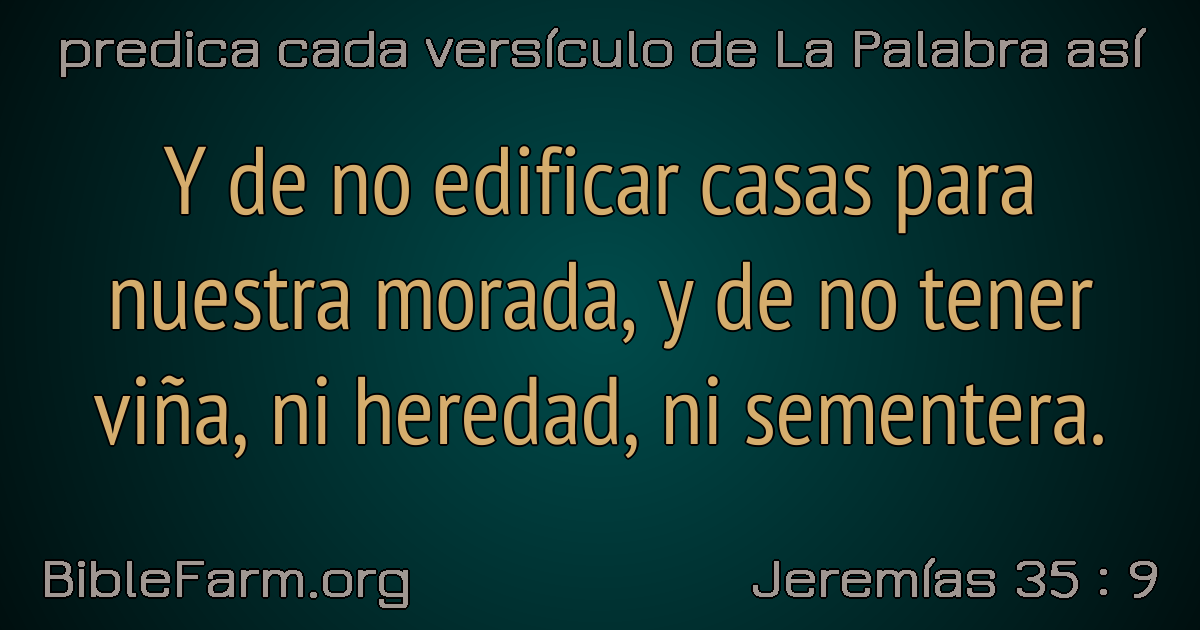 predica cada versículo de La Palabra así
Y de no edificar casas para
nuestra morada, y de no tener
viña, ni heredad, ni sementera.
BibleFarm.org
Jeremías 35 : 9